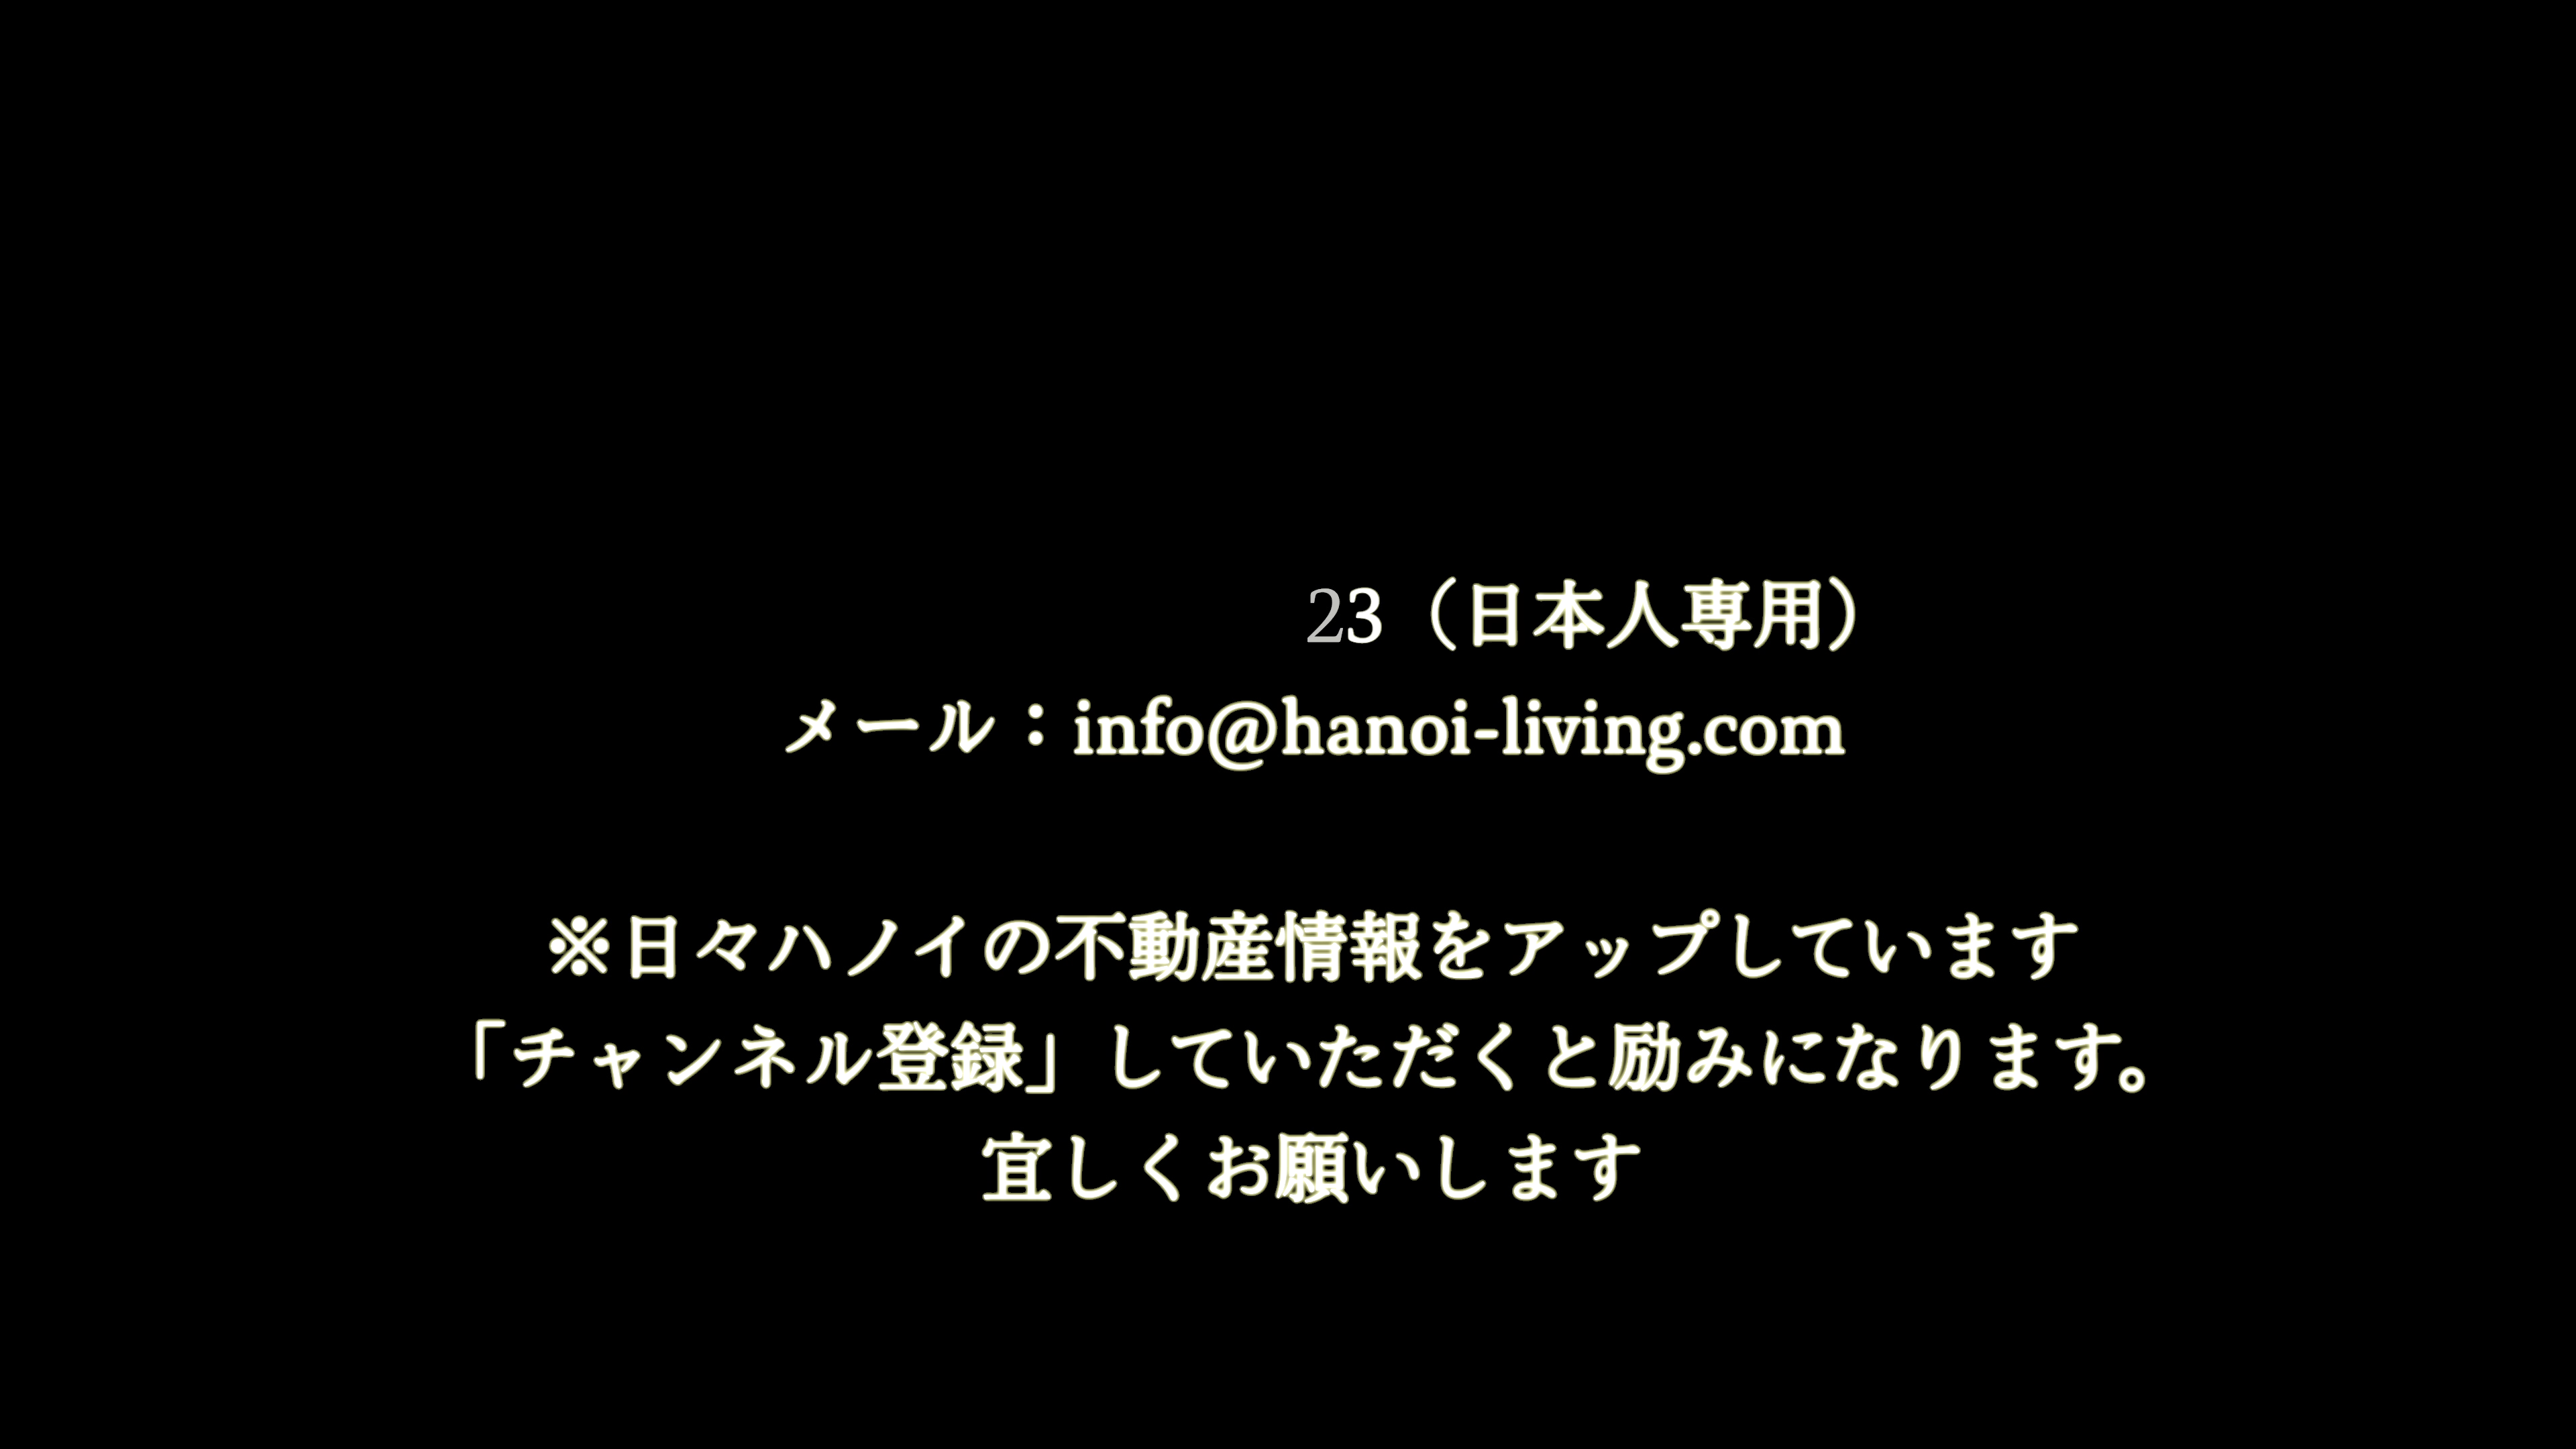 23（日本人専用）
メール：info@hanoi-living.com
※日々ハノイの不動産情報をアップしています
「チャンネル登録」していただくと励みになります。
宜しくお願いします